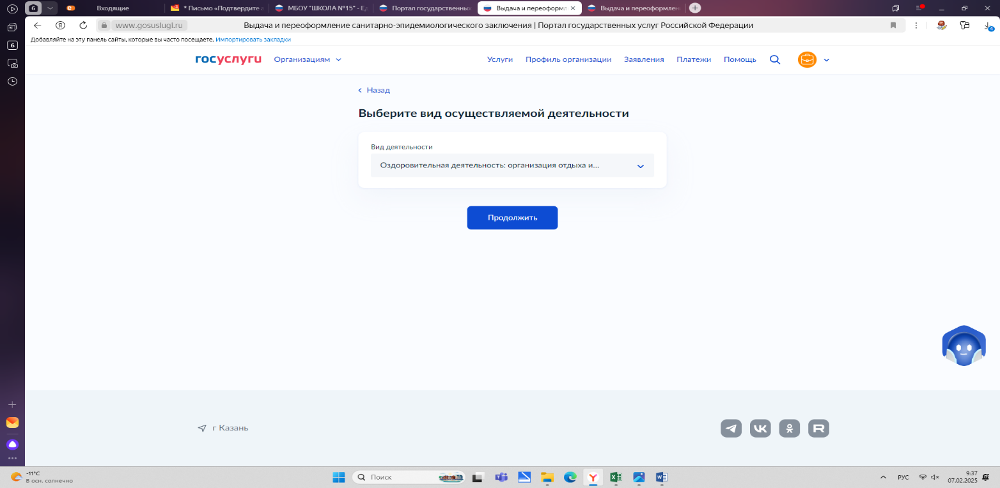 6
Входящие
* Письмо «Подтвердите а
МБОУ "ШКОЛА №15" - Ед
Портал государственных
Выдача и переоформл
Выдача и переоформлен
www.gosuslugi.ru
Выдача и переоформление санитарно-эпидемиологического заключения | Портал государственных услуг Российской Федерации
4
6
Добавляйте на эту панель сайты, которые вы часто посещаете. Импортировать закладки
госуслуги
Организациям
Услуги
Профиль организации
Заявления
Платежи
Помощь
Назад
Выберите вид осуществляемой деятельности
Вид деятельности
Оздоровительная деятельность: организация отдыха и...
Продолжить
г Казань
-11°C
В осн. солнечно
Поиск
РУС
9:37
07.02.2025